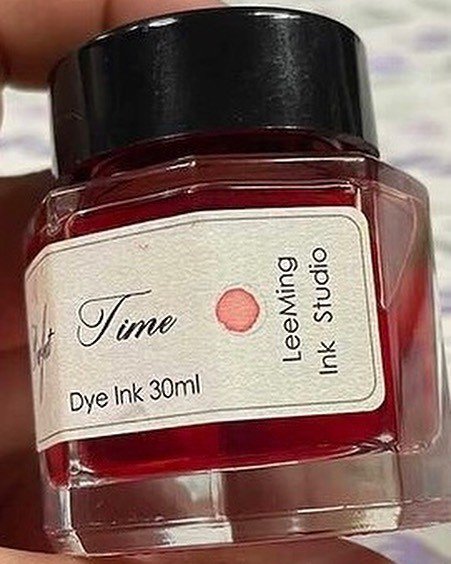 Time
Dye Ink 30ml
LeeMing
Ink Studio